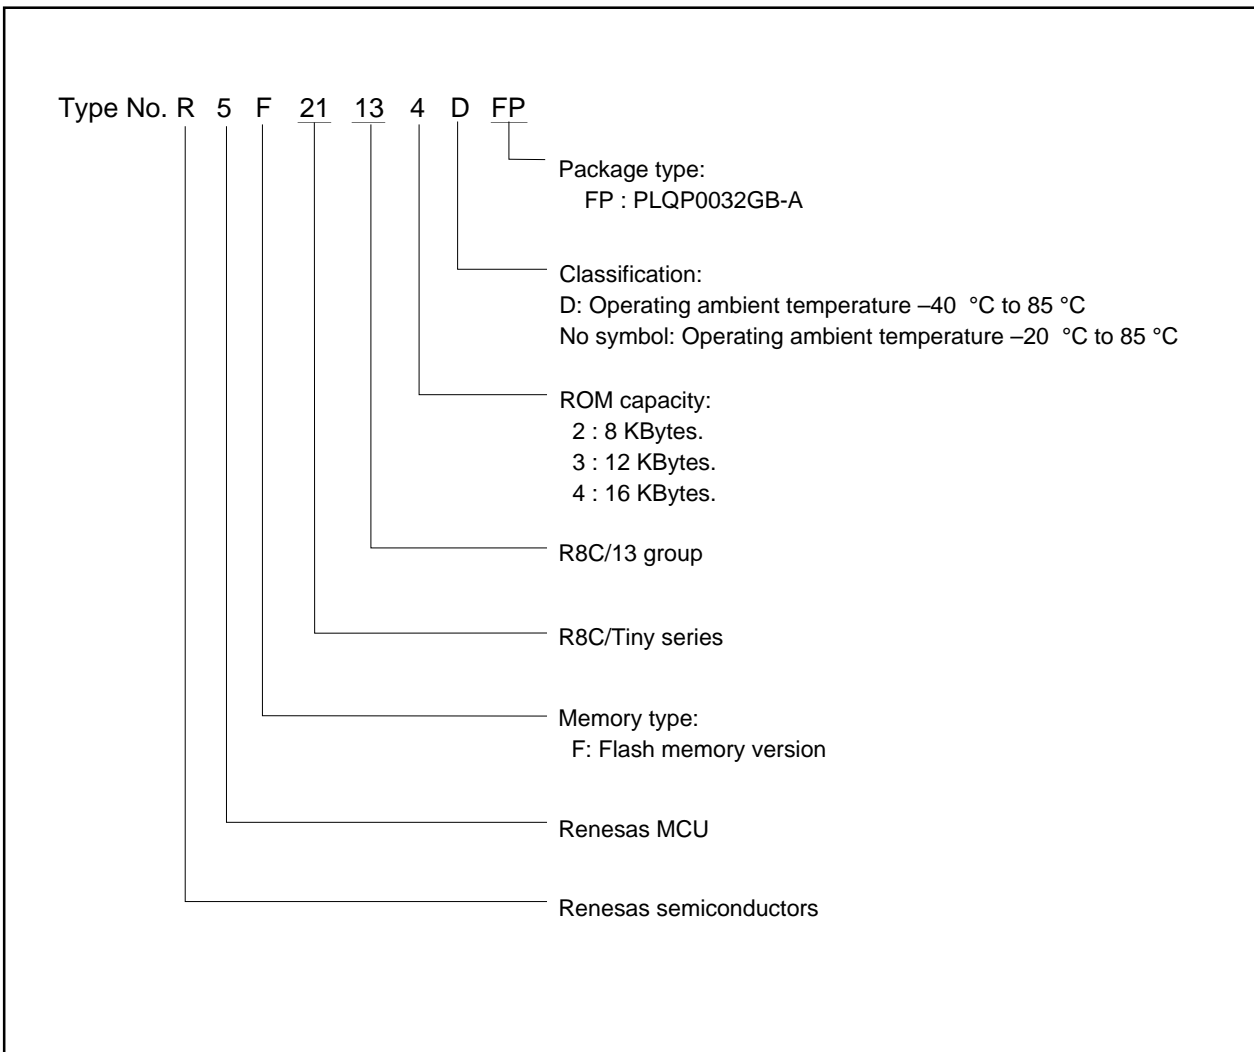 Type No. R 5 F 21 13 4 D FP
Package type:
FP : PLQP0032GB-A
Classification:
D: Operating ambient temperature –40 °C to 85 °C
No symbol: Operating ambient temperature –20 °C to 85 °C
ROM capacity:
2 : 8 KBytes.
3 : 12 KBytes.
4 : 16 KBytes.
R8C/13 group
R8C/Tiny series
Memory type:
F: Flash memory version
Renesas MCU
Renesas semiconductors